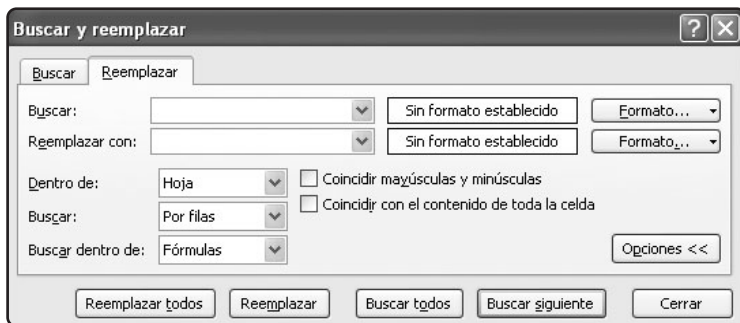 Buscar y reemplazar
Buscar Reemplazar
Buscar: Sin formato establecido Formato...
Reemplazar con: Sin formato establecido Formato...
Dentro de: Hoja Coincidir mayúsculas y minúsculas
Buscar: Por filas Coincidir con el contenido de toda la celda
Buscar dentro de: Fórmulas Opciones <<
Reemplazar todos Reemplazar Buscar todos Buscar siguiente Cerrar